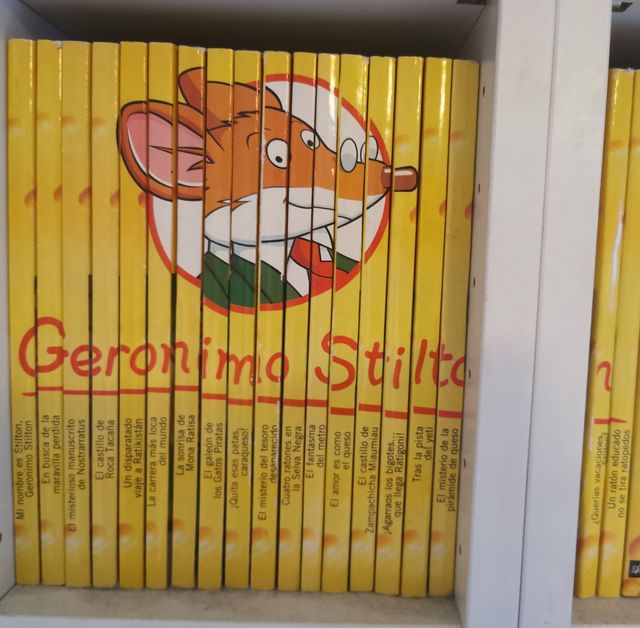 Geronimo Stilto
n
Mi nombre es Stilton,
Geronimo Stilton
En busca de la
maravilla perdida
El misterioso manuscrito
de Nostrarratus
El castillo de
Roca Tacaña
Un disparatado
viaje a Ratikistán
La carrera más loca
del mundo
La sonrisa de
Mona Ratisa
El galeón de
los Gatos Piratas
¡Quita esas patas,
caraqueso!
El misterio del tesoro
desaparecido
Cuatro ratones en
la Selva Negra
El fantasma
del metro
El amor es como
el queso
El castillo de
Zampachicha Miaumiau
¡Agarraos los bigotes...
que llega Ratigoni!
Tras la pista
del yeti
El misterio de la
pirámide de queso
¿Querías vacaciones,
Un ratón educado
no se tira ratopedos